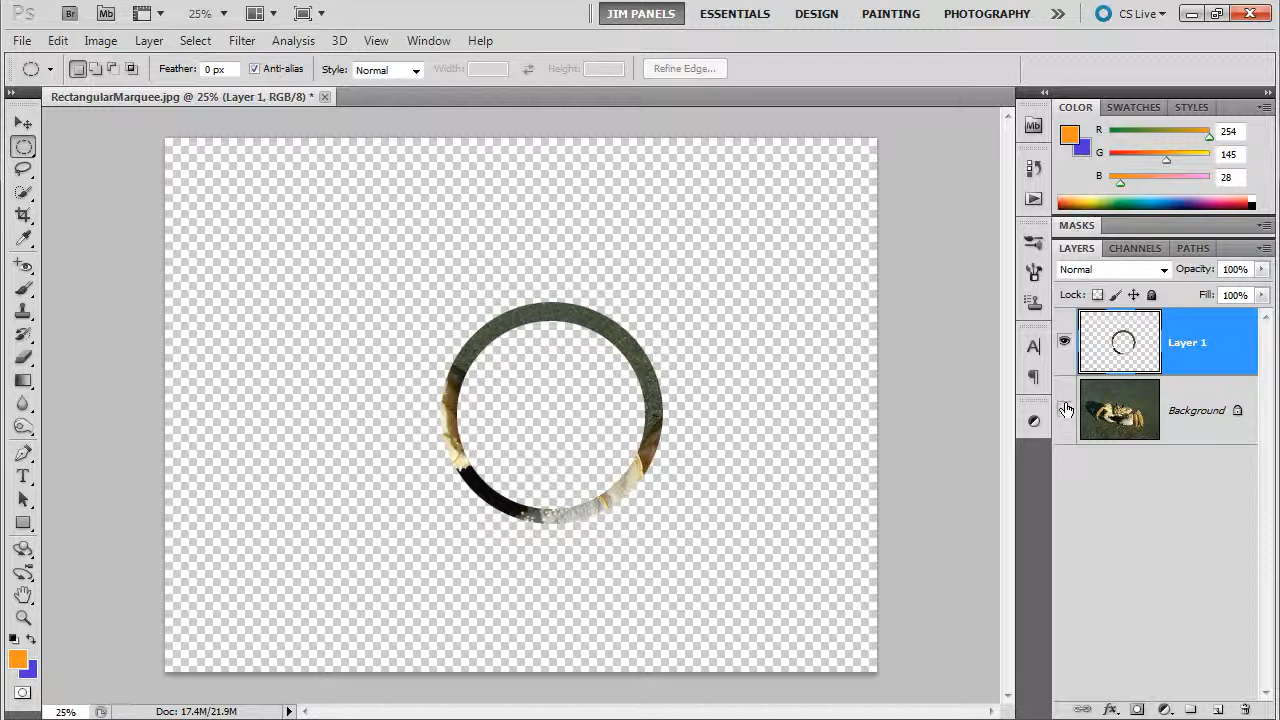 Ps Br Mb 25% JIM PANELS ESSENTIALS DESIGN PAINTING PHOTOGRAPHY CS Live
File Edit Image Layer Select Filter Analysis 3D View Window Help
Feather: 0 px Anti-alias Style: Normal Width: Height: Refine Edge...
RectangularMarquee.jpg @ 25% (Layer 1, RGB/8) *
COLOR SWATCHES STYLES
Mb
R 254
G 145
B 28
MASKS
LAYERS CHANNELS PATHS
Normal Opacity: 100%
Lock: Fill: 100%
Layer 1
A
Background
T
25% Doc: 17.4M/21.9M
fx